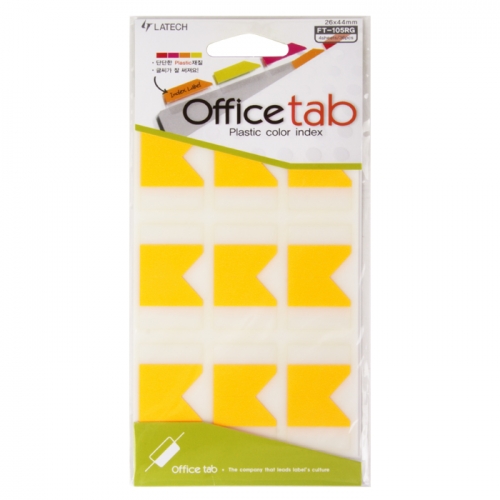 LATECH
26x44mm
FT-105RG
• 단단한 Plastic재질
• 글씨가 잘 써져요!
Index Label
Office tab
Plastic color index
Office tab • The company that leads label's culture